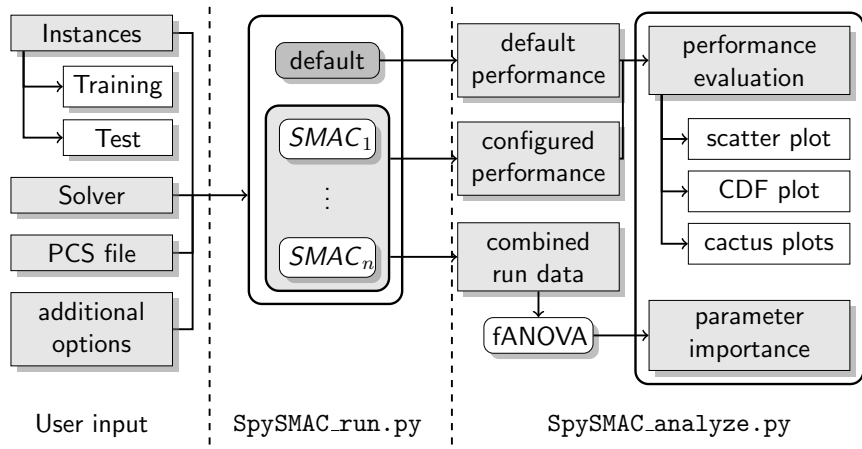 Instances
Training
Test
Solver
PCS file
additional
options
User input
default
SMAC₁
⋮
SMACₙ
SpySMAC_run.py
default
performance
configured
performance
combined
run data
fANOVA
performance
evaluation
scatter plot
CDF plot
cactus plots
parameter
importance
SpySMAC_analyze.py